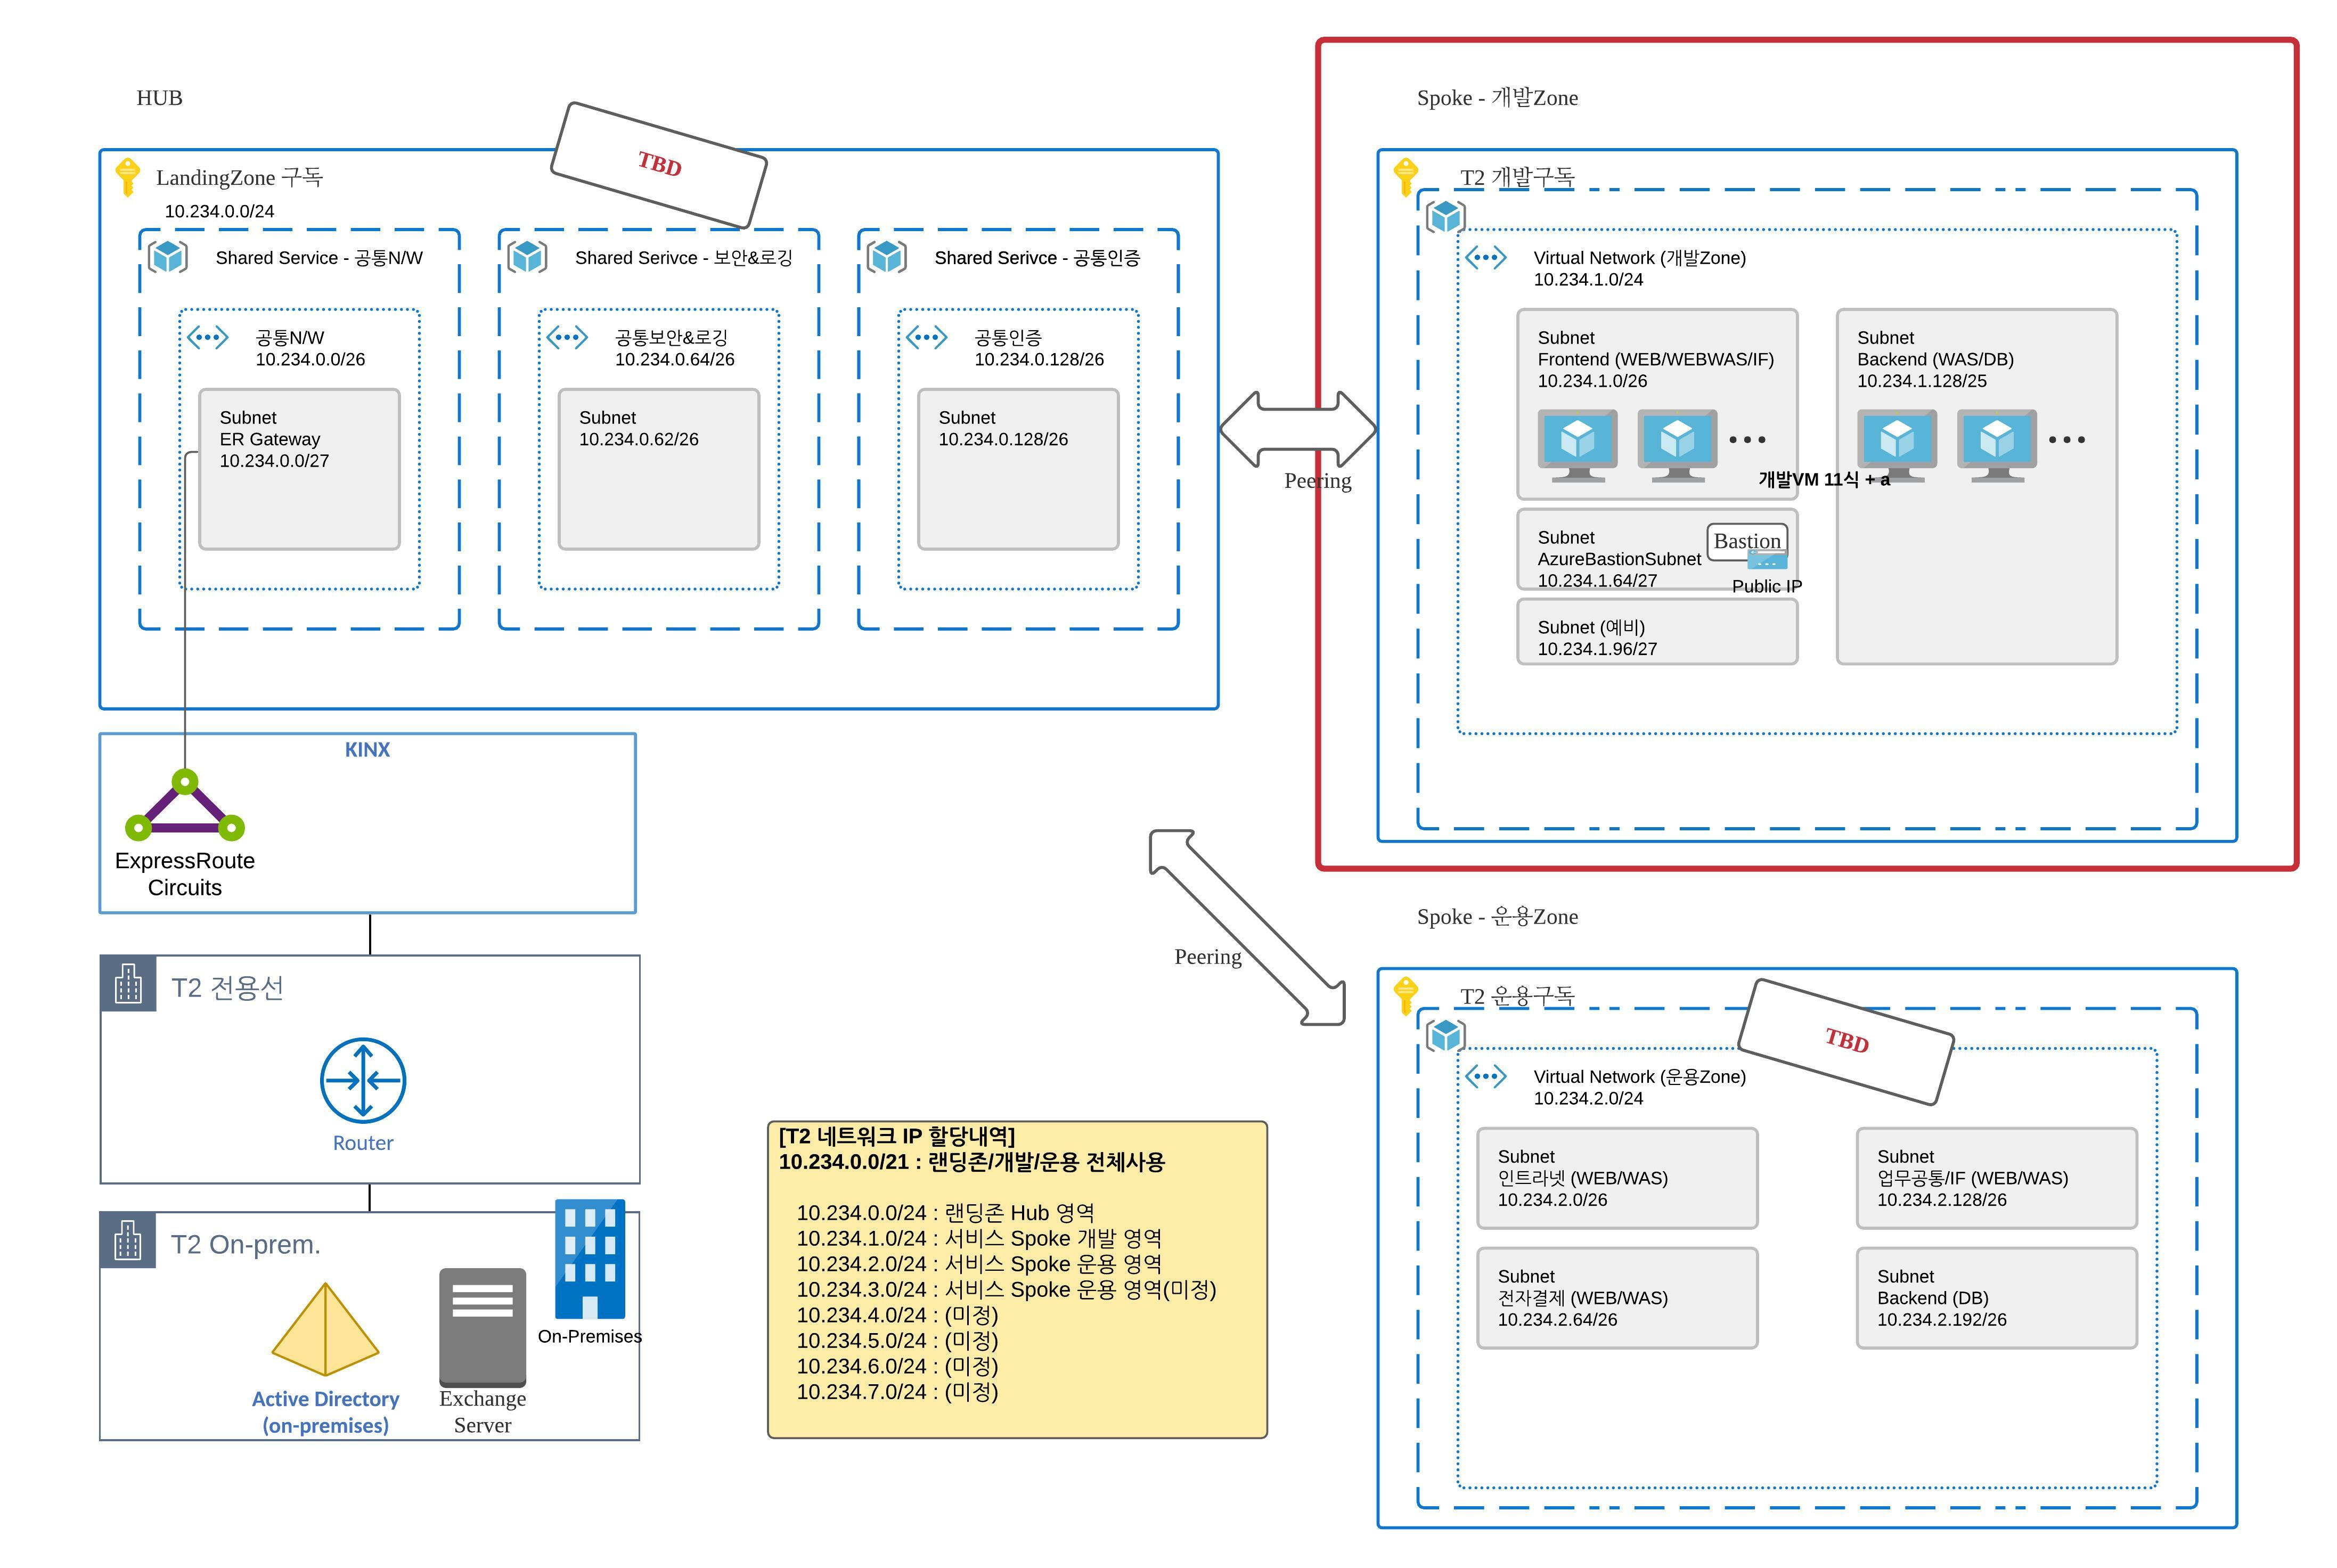 HUB
TBD
LandingZone 구독
10.234.0.0/24
Shared Service - 공통N/W
공통N/W
10.234.0.0/26
Subnet
ER Gateway
10.234.0.0/27
Shared Serivce - 보안&로깅
공통보안&로깅
10.234.0.64/26
Subnet
10.234.0.62/26
Shared Serivce - 공통인증
공통인증
10.234.0.128/26
Subnet
10.234.0.128/26
Peering
Spoke - 개발Zone
T2 개발구독
Virtual Network (개발Zone)
10.234.1.0/24
Subnet
Frontend (WEB/WEBWAS/IF)
10.234.1.0/26
Subnet
Backend (WAS/DB)
10.234.1.128/25
개발VM 11식 + a
Subnet
AzureBastionSubnet
10.234.1.64/27
Bastion
Public IP
Subnet (예비)
10.234.1.96/27
KINX
ExpressRoute
Circuits
T2 전용선
Router
T2 On-prem.
Active Directory
(on-premises)
Exchange
Server
On-Premises
Peering
[T2 네트워크 IP 할당내역]
10.234.0.0/21 : 랜딩존/개발/운용 전체사용
10.234.0.0/24 : 랜딩존 Hub 영역
10.234.1.0/24 : 서비스 Spoke 개발 영역
10.234.2.0/24 : 서비스 Spoke 운용 영역
10.234.3.0/24 : 서비스 Spoke 운용 영역(미정)
10.234.4.0/24 : (미정)
10.234.5.0/24 : (미정)
10.234.6.0/24 : (미정)
10.234.7.0/24 : (미정)
Spoke - 운용Zone
T2 운용구독
TBD
Virtual Network (운용Zone)
10.234.2.0/24
Subnet
인트라넷 (WEB/WAS)
10.234.2.0/26
Subnet
업무공통/IF (WEB/WAS)
10.234.2.128/26
Subnet
전자결제 (WEB/WAS)
10.234.2.64/26
Subnet
Backend (DB)
10.234.2.192/26